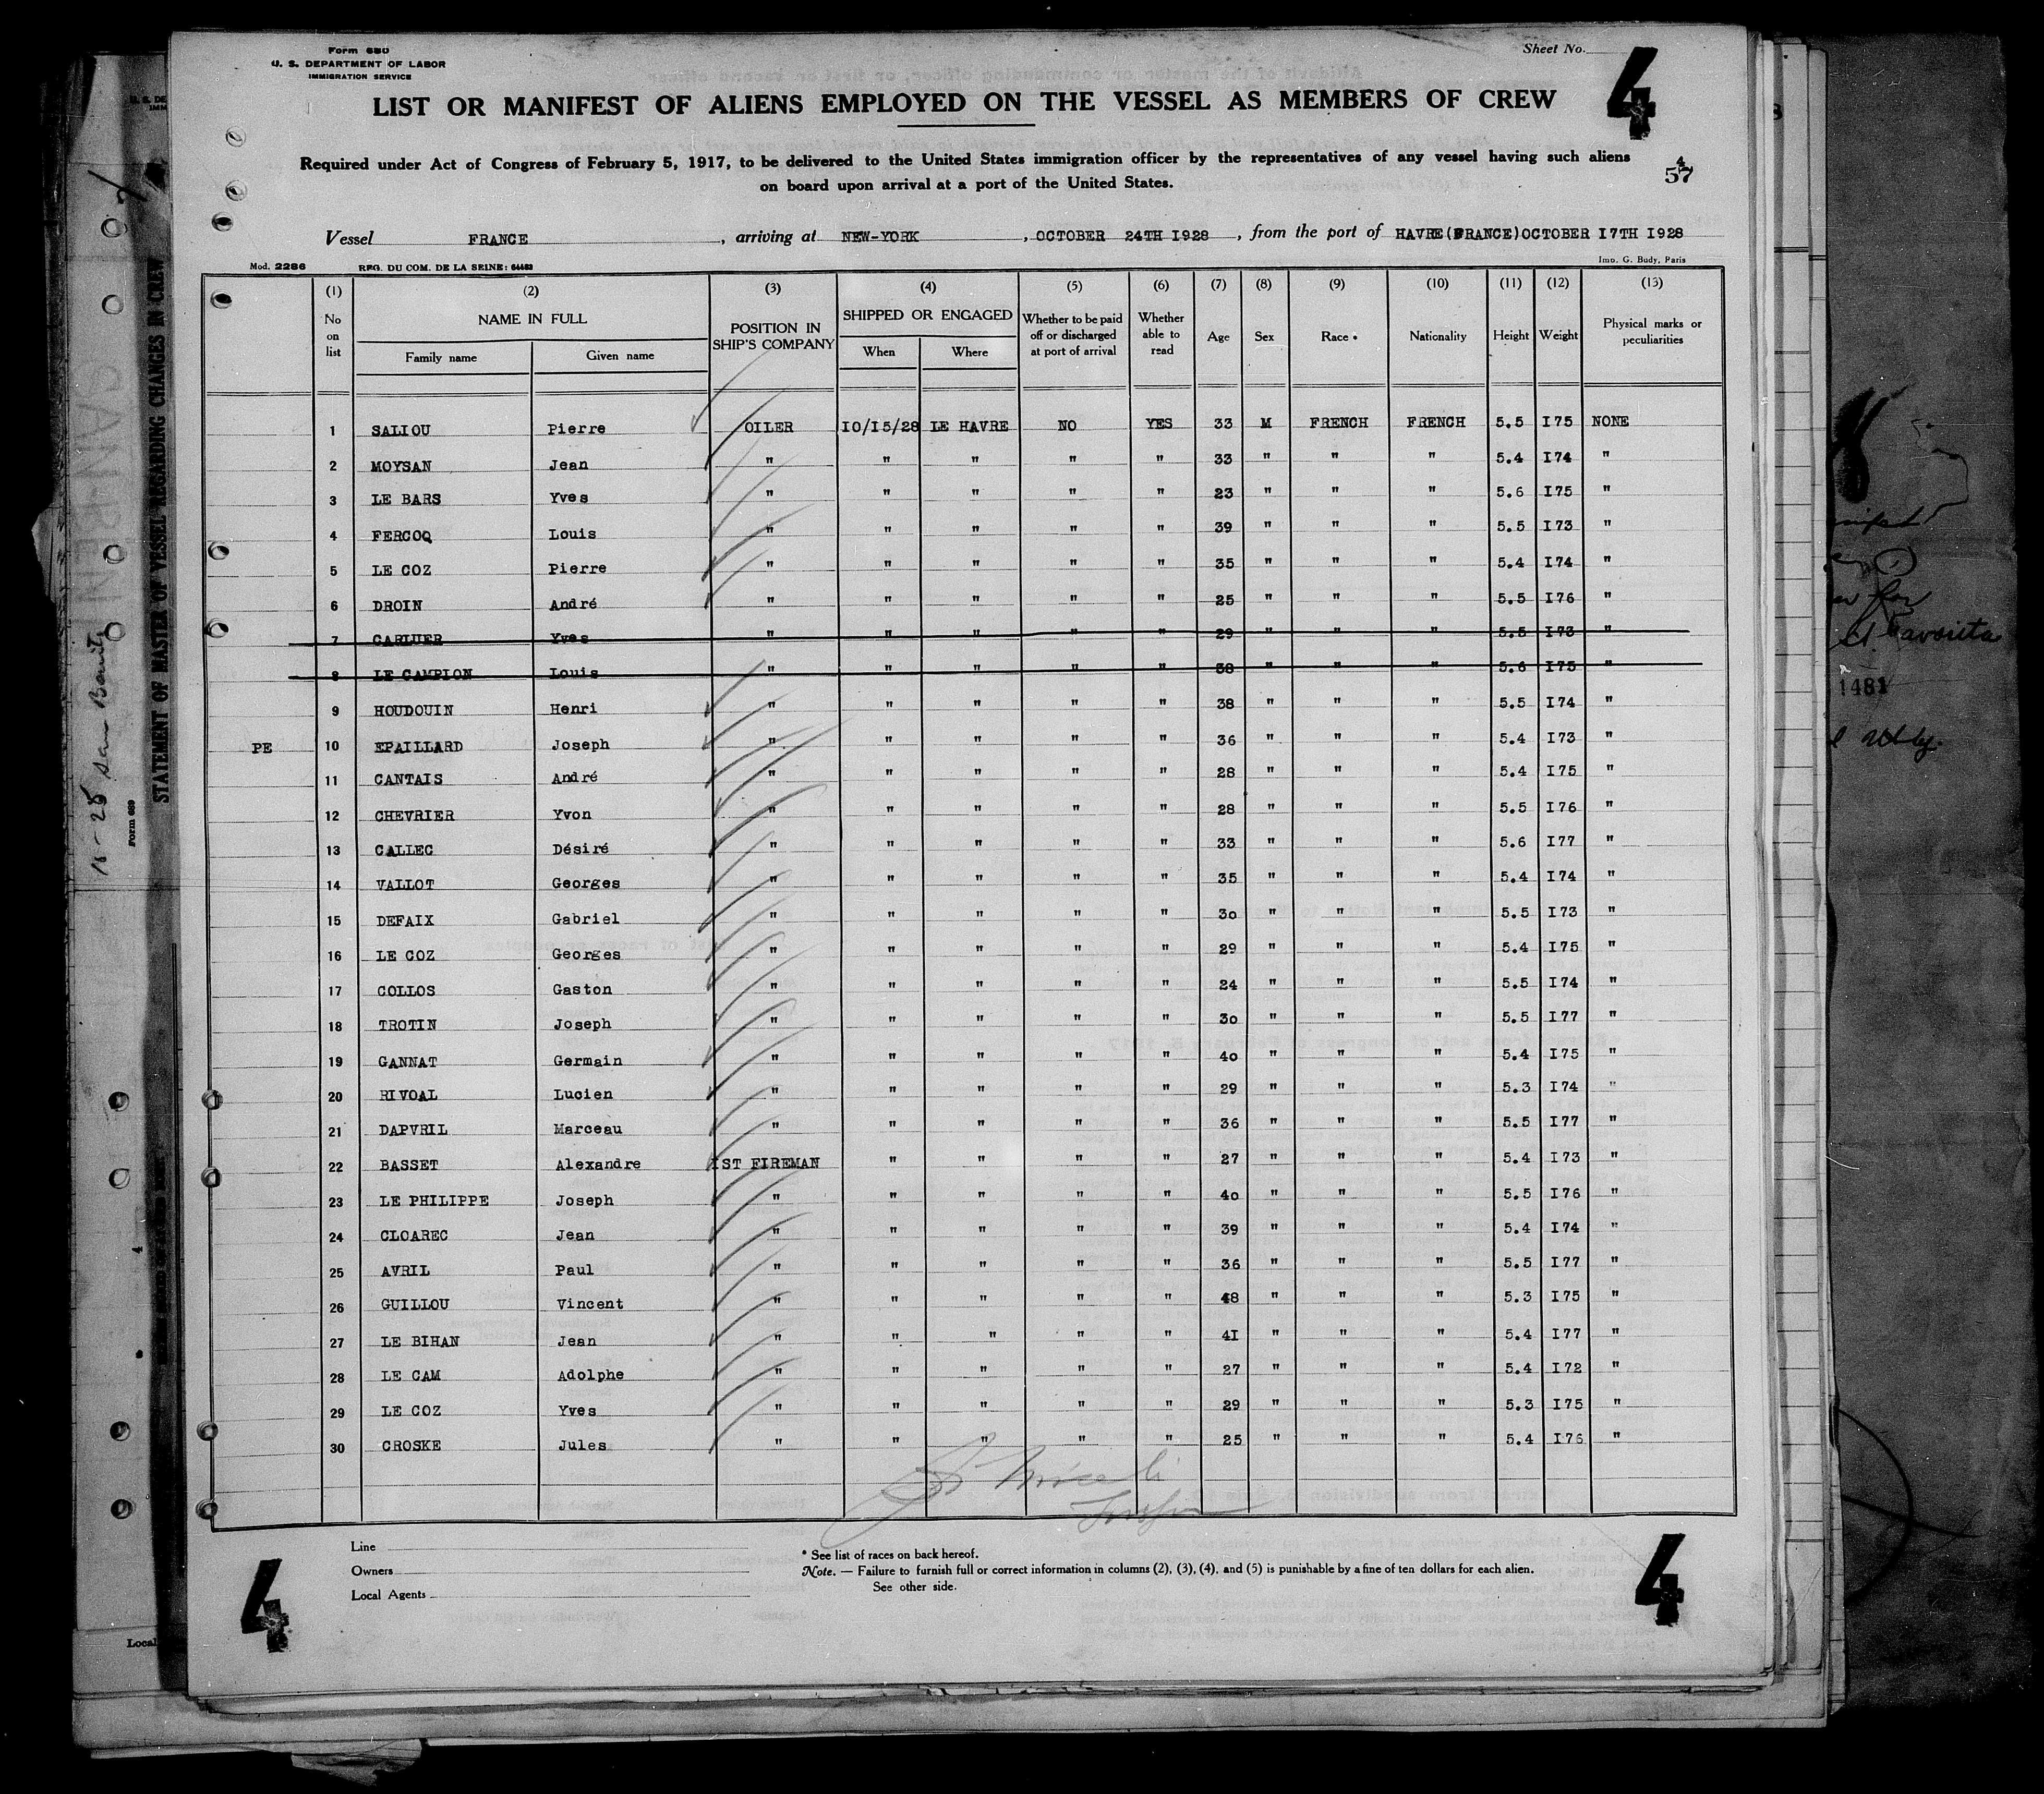 Form 680
U. S. DEPARTMENT OF LABOR
IMMIGRATION SERVICE
Sheet No.
4
LIST OR MANIFEST OF ALIENS EMPLOYED ON THE VESSEL AS MEMBERS OF CREW
Required under Act of Congress of February 5, 1917, to be delivered to the United States immigration officer by the representatives of any vessel having such aliens
on board upon arrival at a port of the United States.
4
57
Vessel FRANCE, arriving at NEW-YORK, OCTOBER 24TH I928, from the port of HAVRE(FRANCE)OCTOBER I7TH I928
Mod. 2286 REG. DU COM. DE LA SEINE: 64483 Imp. G. Budy, Paris
(1) (2) (3) (4) (5) (6) (7) (8) (9) (10) (11) (12) (13)
No on list NAME IN FULL Family name Given name POSITION IN SHIP'S COMPANY SHIPPED OR ENGAGED When Where Whether to be paid off or discharged at port of arrival Whether able to read Age Sex Race * Nationality Height Weight Physical marks or peculiarities
1 SALIOU Pierre OILER IO/I5/28 LE HAVRE NO YES 33 M FRENCH FRENCH 5.5 I75 NONE
2 MOYSAN Jean " " " " " 33 " " " 5.4 I74 "
3 LE BARS Yves " " " " " 23 " " " 5.6 I75 "
4 FERCOQ Louis " " " " " 39 " " " 5.5 I73 "
5 LE COZ Pierre " " " " " 35 " " " 5.4 I74 "
6 DROIN André " " " " " 25 " " " 5.5 I76 "
7 CARLUER Yves " " " " " 29 " " " 5.5 I73 "
8 LE CAMPION Louis " " " " " 38 " " " 5.6 I75 "
9 HOUDOUIN Henri " " " " " 38 " " " 5.5 I74 "
PE 10 EPAILLARD Joseph " " " " " 36 " " " 5.4 I73 "
11 CANTAIS André " " " " " 28 " " " 5.4 I75 "
12 CHEVRIER Yvon " " " " " 28 " " " 5.5 I76 "
13 CALLEC Désiré " " " " " 33 " " " 5.6 I77 "
14 VALLOT Georges " " " " " 35 " " " 5.4 I74 "
15 DEFAIX Gabriel " " " " " 30 " " " 5.5 I73 "
16 LE COZ Georges " " " " " 29 " " " 5.4 I75 "
17 COLLOS Gaston " " " " " 24 " " " 5.5 I74 "
18 TROTIN Joseph " " " " " 30 " " " 5.5 I77 "
19 GANNAT Germain " " " " " 40 " " " 5.4 I75 "
20 RIVOAL Lucien " " " " " 29 " " " 5.3 I74 "
21 DAPVRIL Marceau " " " " " 36 " " " 5.5 I77 "
22 BASSET Alexandre IST FIREMAN " " " " 27 " " " 5.4 I73 "
23 LE PHILIPPE Joseph " " " " " 40 " " " 5.5 I76 "
24 CLOAREC Jean " " " " " 39 " " " 5.4 I74 "
25 AVRIL Paul " " " " " 36 " " " 5.5 I77 "
26 GUILLOU Vincent " " " " " 48 " " " 5.3 I75 "
27 LE BIHAN Jean " " " " " 4I " " " 5.4 I77 "
28 LE CAM Adolphe " " " " " 27 " " " 5.4 I72 "
29 LE COZ Yves " " " " " 29 " " " 5.3 I75 "
30 CROSKE Jules " " " " " 25 " " " 5.4 I76 "
Line
Owners
Local Agents
* See list of races on back hereof.
Note. — Failure to furnish full or correct information in columns (2), (3), (4), and (5) is punishable by a fine of ten dollars for each alien.
See other side.
4
4
STATEMENT OF MASTER OF VESSEL REGARDING CHANGES IN CREW
Form 689
Local
1481